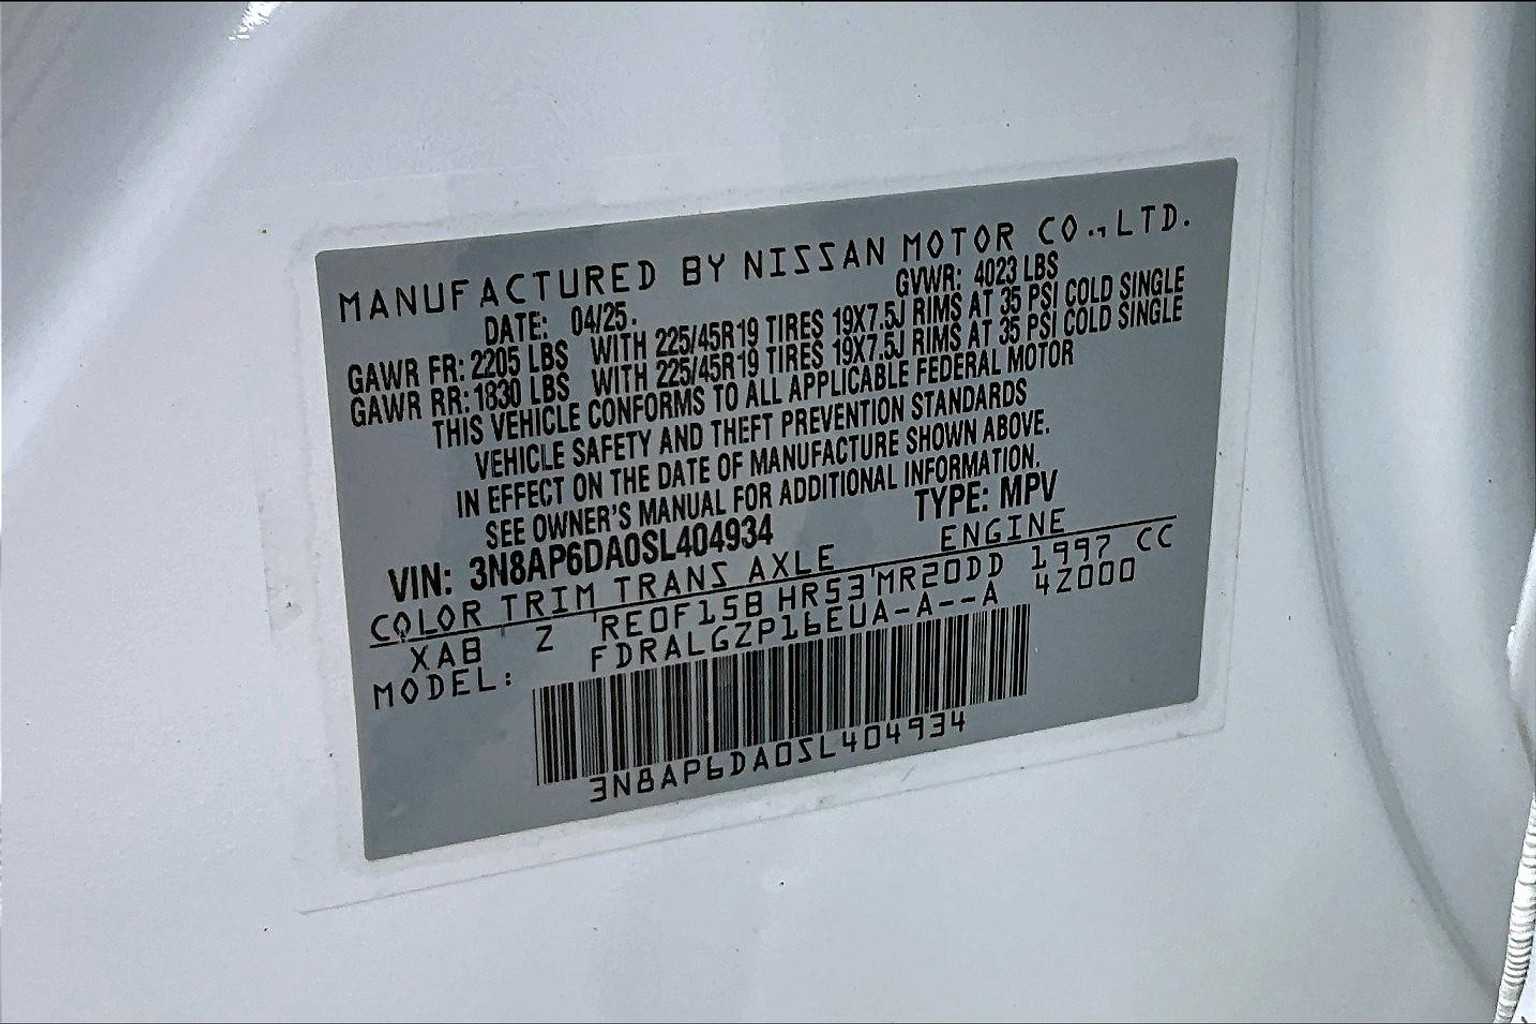 MANUFACTURED BY NISSAN MOTOR CO., LTD.
DATE: 04/25. GVWR: 4023 LBS
GAWR FR: 2205 LBS WITH 225/45R19 TIRES 19X7.5J RIMS AT 35 PSI COLD SINGLE
GAWR RR: 1830 LBS WITH 225/45R19 TIRES 19X7.5J RIMS AT 35 PSI COLD SINGLE
THIS VEHICLE CONFORMS TO ALL APPLICABLE FEDERAL MOTOR
VEHICLE SAFETY AND THEFT PREVENTION STANDARDS
IN EFFECT ON THE DATE OF MANUFACTURE SHOWN ABOVE.
SEE OWNER'S MANUAL FOR ADDITIONAL INFORMATION.
VIN: 3N8AP6DA0SL404934 TYPE: MPV
COLOR TRIM TRANS AXLE ENGINE
XAB Z RE0F15B HR53 MR20DD 1997 CC
MODEL: FDRALGZP16EUA-A--A 4Z000
3N8AP6DA0SL404934